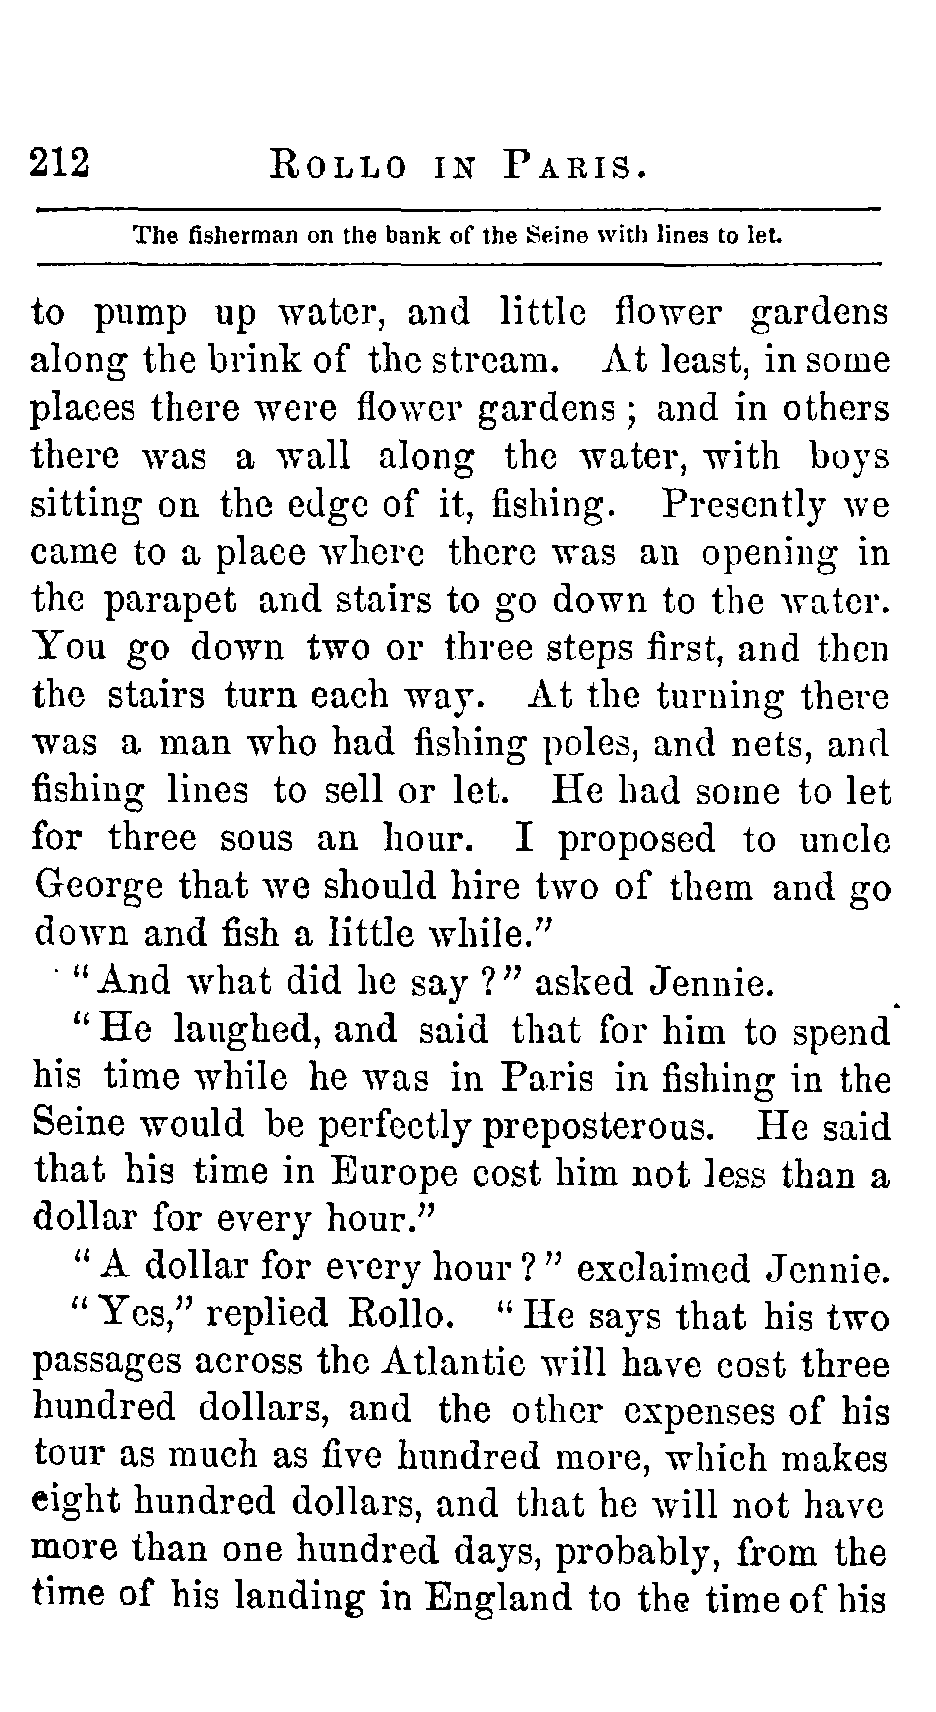 212 ROLLO IN PARIS.
The fisherman on the bank of the Seine with lines to let.
to pump up water, and little flower gardens
along the brink of the stream. At least, in some
places there were flower gardens ; and in others
there was a wall along the water, with boys
sitting on the edge of it, fishing. Presently we
came to a place where there was an opening in
the parapet and stairs to go down to the water.
You go down two or three steps first, and then
the stairs turn each way. At the turning there
was a man who had fishing poles, and nets, and
fishing lines to sell or let. He had some to let
for three sous an hour. I proposed to uncle
George that we should hire two of them and go
down and fish a little while."
"And what did he say ?" asked Jennie.
"He laughed, and said that for him to spend
his time while he was in Paris in fishing in the
Seine would be perfectly preposterous. He said
that his time in Europe cost him not less than a
dollar for every hour."
"A dollar for every hour ?" exclaimed Jennie.
"Yes," replied Rollo. "He says that his two
passages across the Atlantic will have cost three
hundred dollars, and the other expenses of his
tour as much as five hundred more, which makes
eight hundred dollars, and that he will not have
more than one hundred days, probably, from the
time of his landing in England to the time of his